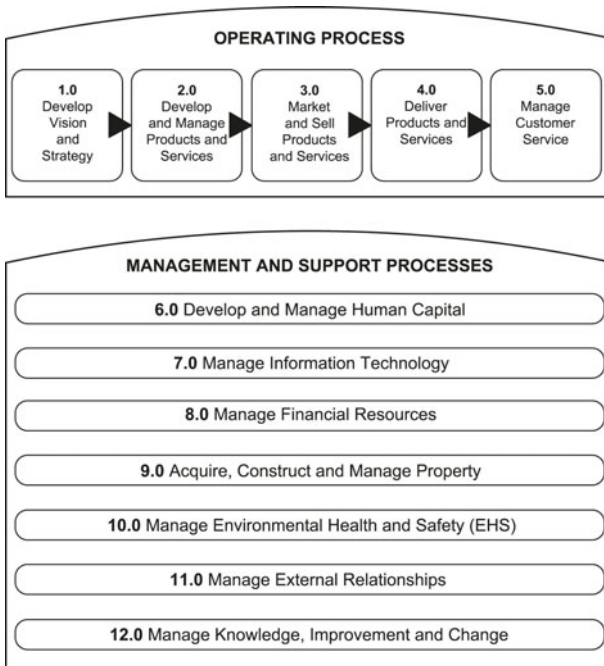 OPERATING PROCESS
1.0
Develop
Vision
and
Strategy
2.0
Develop
and Manage
Products and
Services
3.0
Market
and Sell
Products
and Services
4.0
Deliver
Products and
Services
5.0
Manage
Customer
Service
MANAGEMENT AND SUPPORT PROCESSES
6.0 Develop and Manage Human Capital
7.0 Manage Information Technology
8.0 Manage Financial Resources
9.0 Acquire, Construct and Manage Property
10.0 Manage Environmental Health and Safety (EHS)
11.0 Manage External Relationships
12.0 Manage Knowledge, Improvement and Change